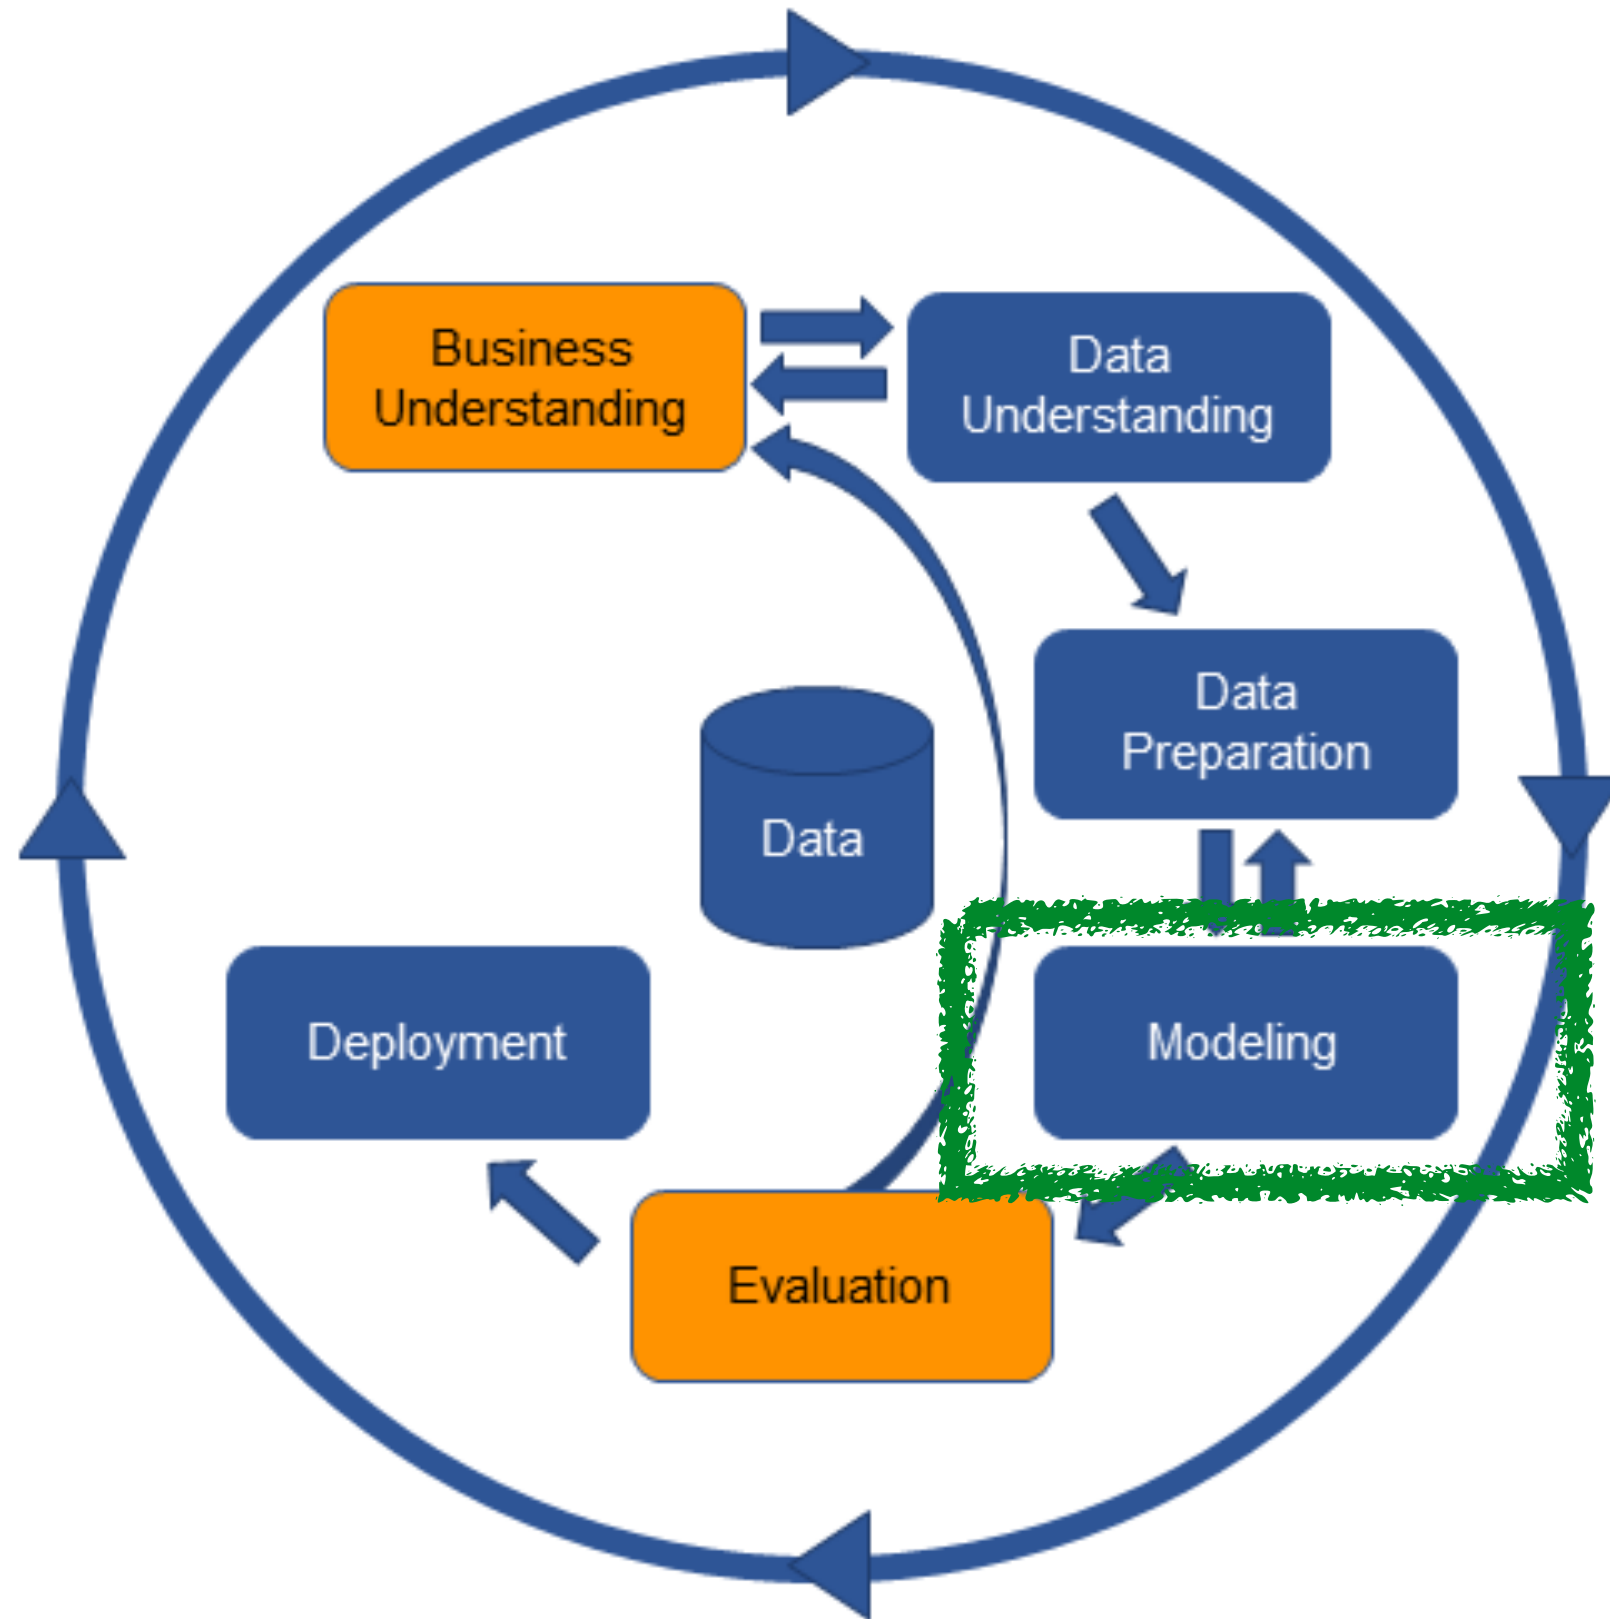 Business
Understanding
Data
Understanding
Data
Preparation
Data
Deployment
Modeling
Evaluation